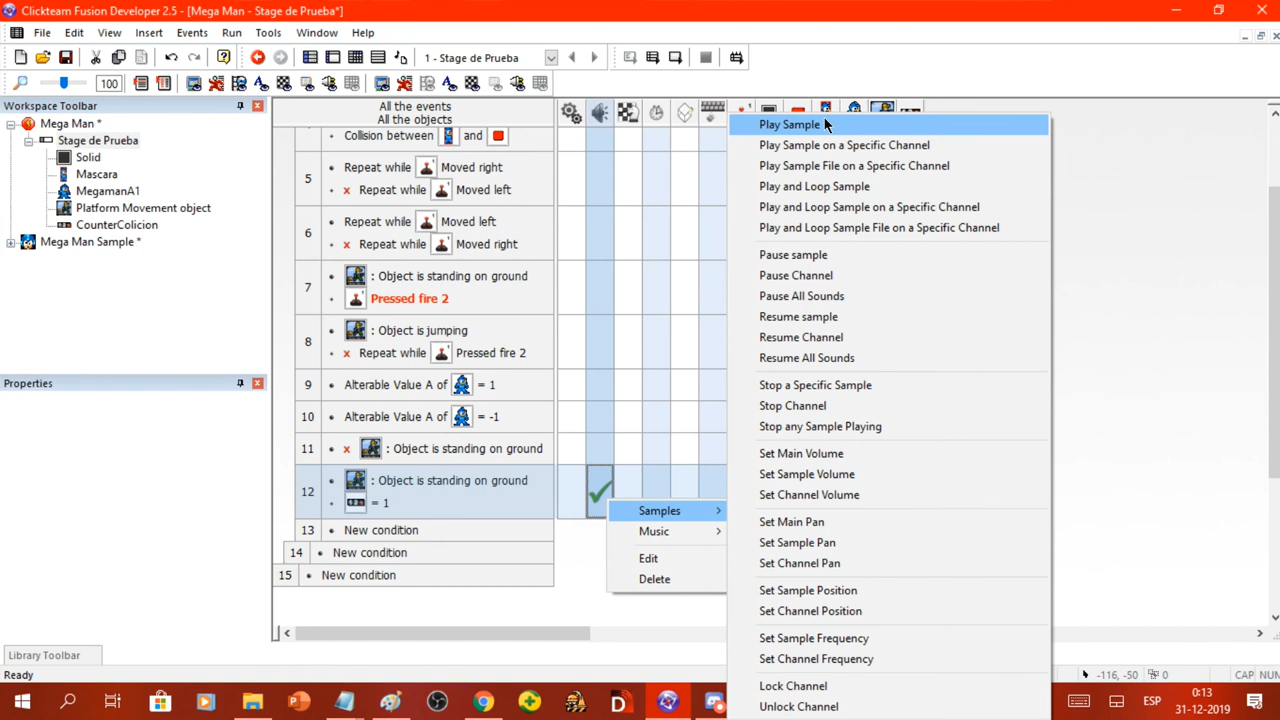 Clickteam Fusion Developer 2.5 - [Mega Man - Stage de Prueba*]
File Edit View Insert Events Run Tools Window Help
1 - Stage de Prueba
100
Workspace Toolbar
Mega Man *
Stage de Prueba
Solid
Mascara
MegamanA1
Platform Movement object
CounterColicion
Mega Man Sample *
Properties
Library Toolbar
Ready
All the events
All the objects
Collision between and
5
Repeat while Moved right
x Repeat while Moved left
6
Repeat while Moved left
x Repeat while Moved right
7
: Object is standing on ground
Pressed fire 2
8
: Object is jumping
x Repeat while Pressed fire 2
9 Alterable Value A of = 1
10 Alterable Value A of = -1
11 x : Object is standing on ground
12
: Object is standing on ground
= 1
13 New condition
14 New condition
15 New condition
Samples
Music
Edit
Delete
Play Sample
Play Sample on a Specific Channel
Play Sample File on a Specific Channel
Play and Loop Sample
Play and Loop Sample on a Specific Channel
Play and Loop Sample File on a Specific Channel
Pause sample
Pause Channel
Pause All Sounds
Resume sample
Resume Channel
Resume All Sounds
Stop a Specific Sample
Stop Channel
Stop any Sample Playing
Set Main Volume
Set Sample Volume
Set Channel Volume
Set Main Pan
Set Sample Pan
Set Channel Pan
Set Sample Position
Set Channel Position
Set Sample Frequency
Set Channel Frequency
Lock Channel
Unlock Channel
-116, -50 0 CAP NUM
ESP
0:13
31-12-2019